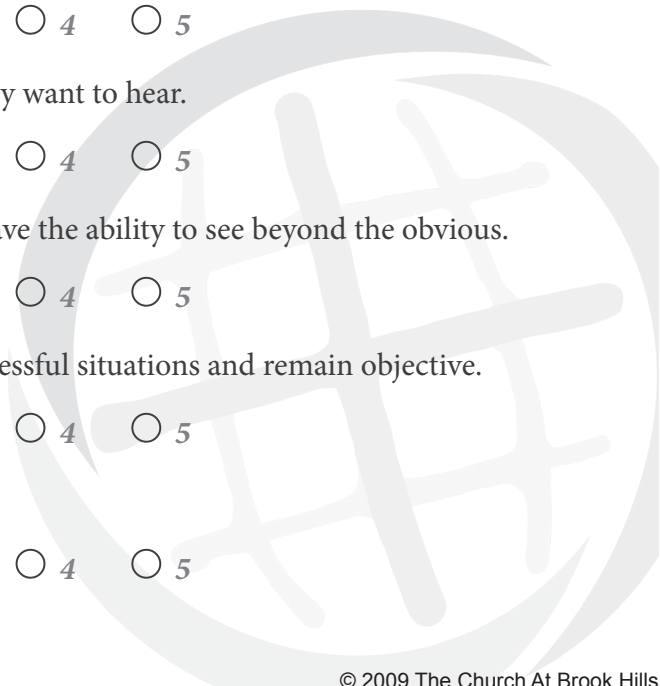 4 5
y want to hear.
4 5
ave the ability to see beyond the obvious.
4 5
essful situations and remain objective.
4 5
4 5
© 2009 The Church At Brook Hills